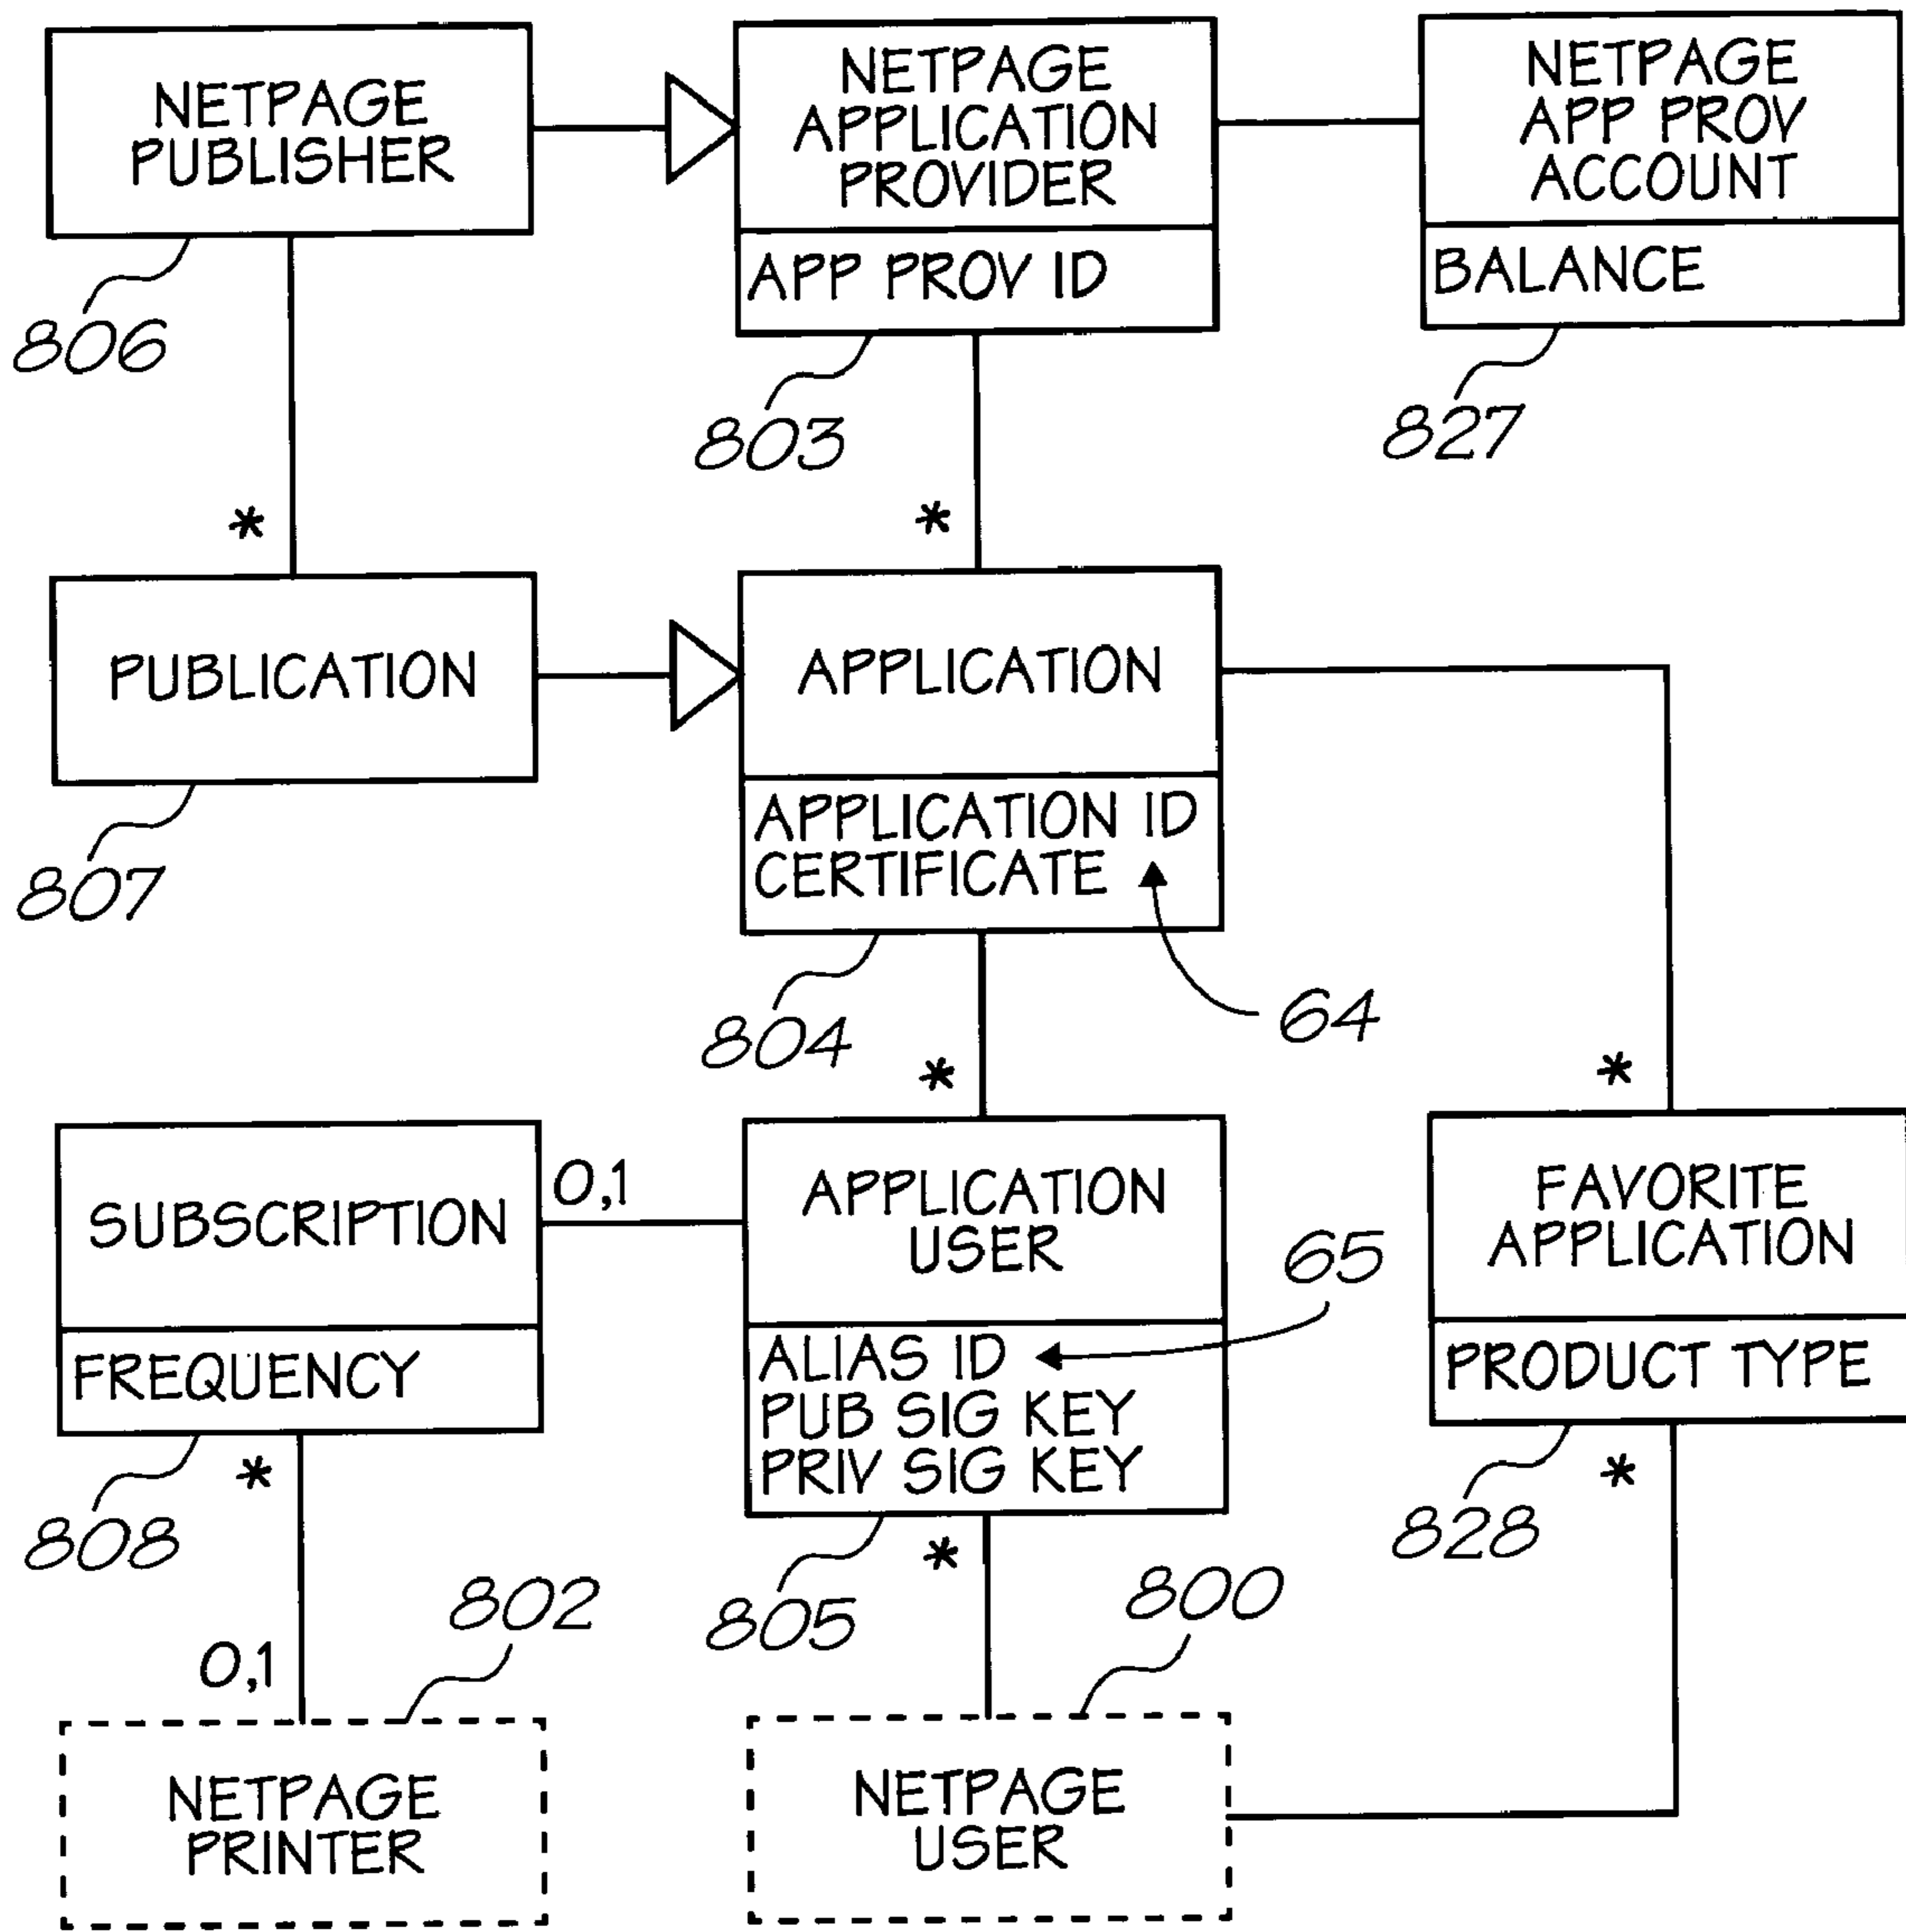 NETPAGE
PUBLISHER
NETPAGE
APPLICATION
PROVIDER
APP PROV ID
NETPAGE
APP PROV
ACCOUNT
BALANCE
806
803
827
*
*
PUBLICATION
APPLICATION
APPLICATION ID
CERTIFICATE
807
804
64
*
*
SUBSCRIPTION
FREQUENCY
0,1
APPLICATION
USER
ALIAS ID
PUB SIG KEY
PRIV SIG KEY
65
FAVORITE
APPLICATION
PRODUCT TYPE
808
*
805
*
828
*
802
800
0,1
NETPAGE
PRINTER
NETPAGE
USER